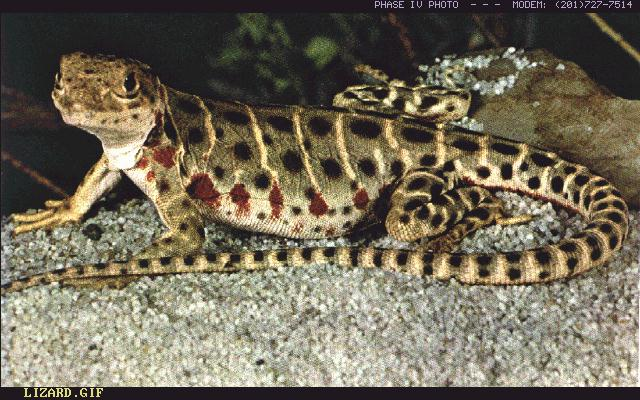 PHASE IV PHOTO - - - MODEM: (201)727-7514
LIZARD.GIF